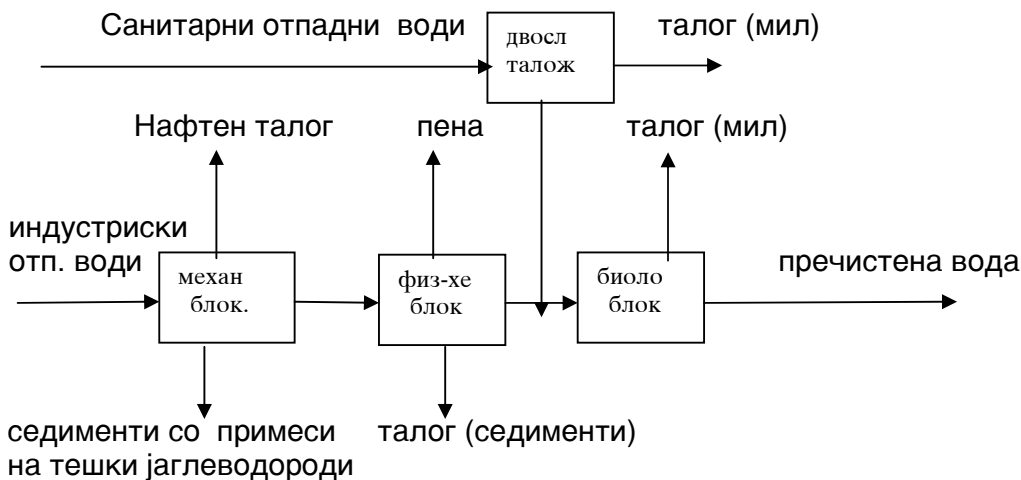 Санитарни отпадни води
двосл
талож
талог (мил)
Нафтен талог
пена
талог (мил)
индустриски
отп. води
механ
блок.
физ-хе
блок
биоло
блок
пречистена вода
седименти со примеси
на тешки јаглеводороди
талог (седименти)